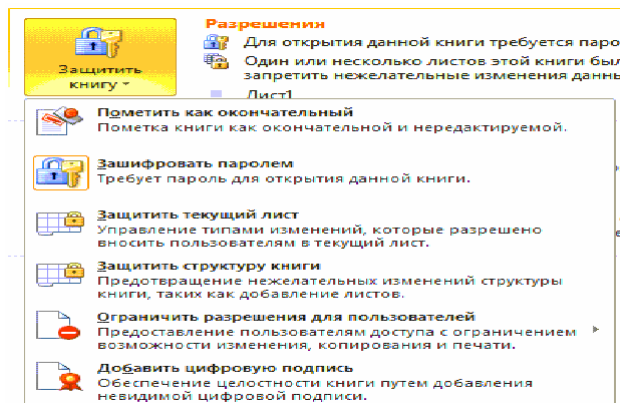 Разрешения
Для открытия данной книги требуется паро
Один или несколько листов этой книги был
запретить нежелательные изменения данны
Лист1
Защитить
книгу
Пометить как окончательный
Пометка книги как окончательной и нередактируемой.
Зашифровать паролем
Требует пароль для открытия данной книги.
Защитить текущий лист
Управление типами изменений, которые разрешено
вносить пользователям в текущий лист.
Защитить структуру книги
Предотвращение нежелательных изменений структуры
книги, таких как добавление листов.
Ограничить разрешения для пользователей
Предоставление пользователям доступа с ограничением
возможности изменения, копирования и печати.
Добавить цифровую подпись
Обеспечение целостности книги путем добавления
невидимой цифровой подписи.